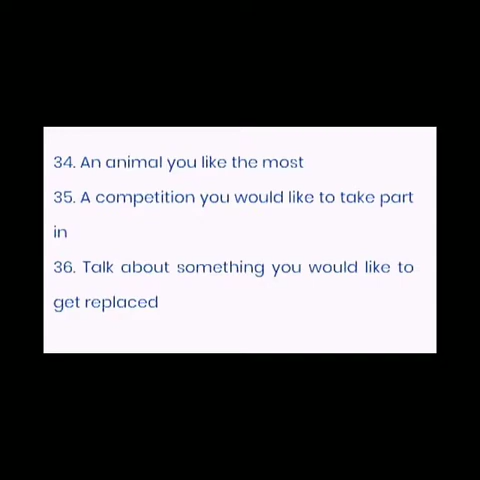 34. An animal you like the most
35. A competition you would like to take part
in
36. Talk about something you would like to
get replaced